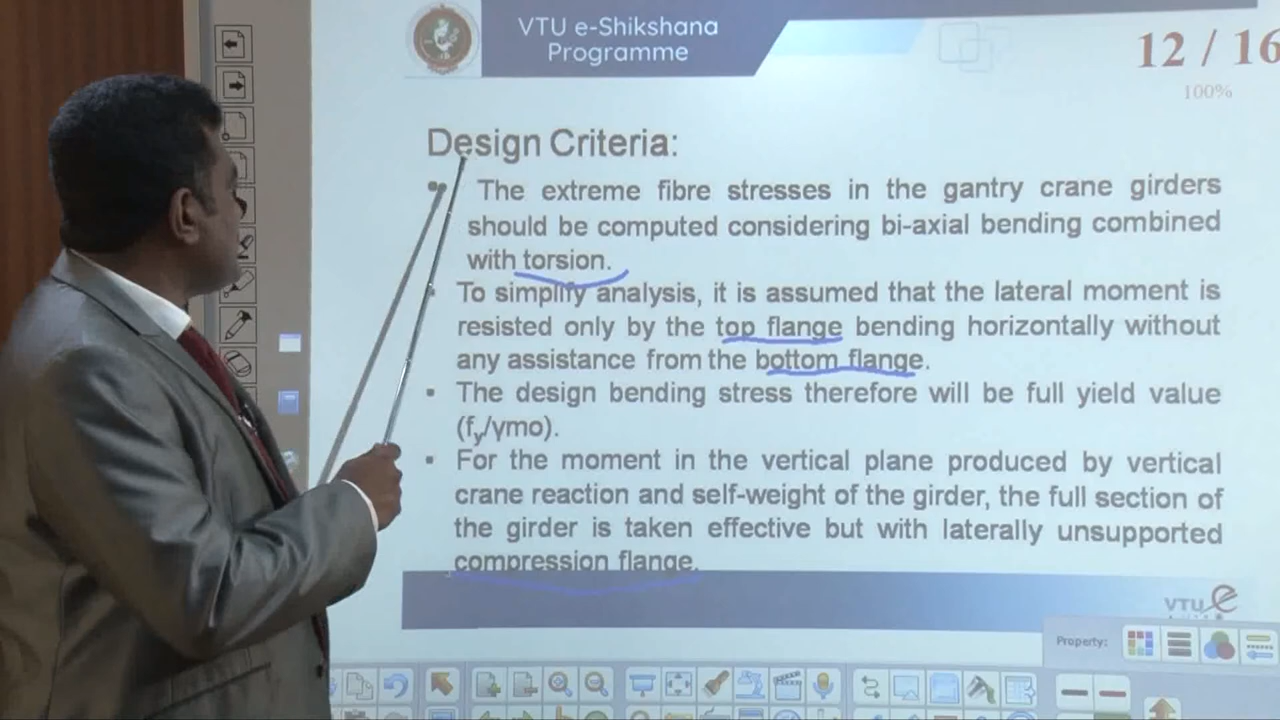 VTU e-Shikshana
Programme
12 / 16
100%
Design Criteria:
The extreme fibre stresses in the gantry crane girders
should be computed considering bi-axial bending combined
with torsion.
To simplify analysis, it is assumed that the lateral moment is
resisted only by the top flange bending horizontally without
any assistance from the bottom flange.
The design bending stress therefore will be full yield value
(fy/γmo).
For the moment in the vertical plane produced by vertical
crane reaction and self-weight of the girder, the full section of
the girder is taken effective but with laterally unsupported
compression flange.
VTU e
Property: